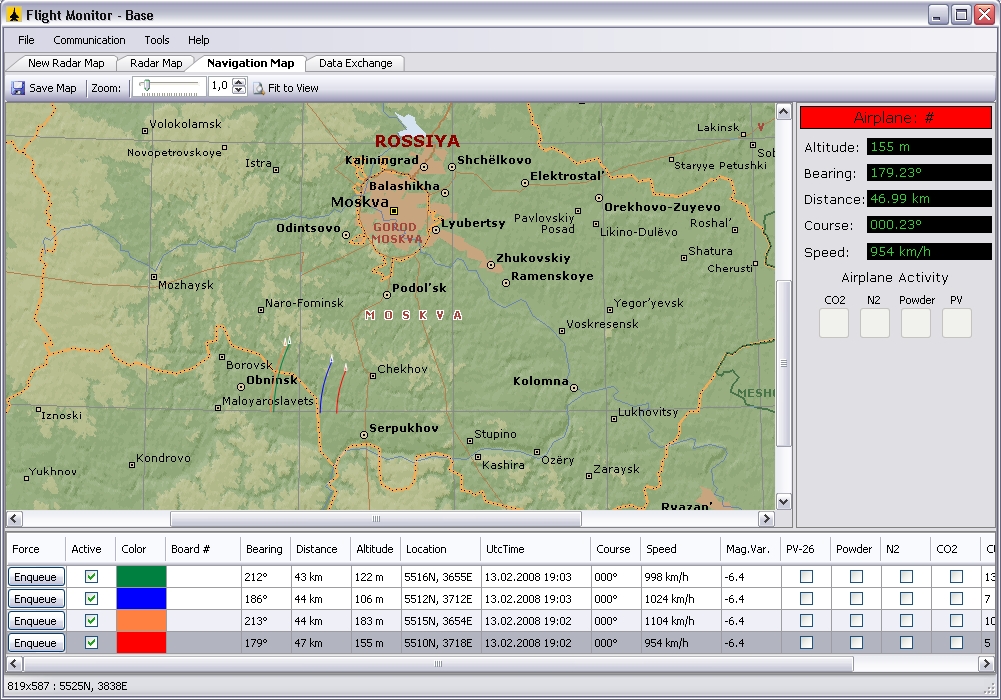 Flight Monitor - Base
File Communication Tools Help
New Radar Map Radar Map Navigation Map Data Exchange
Save Map Zoom: 1,0 Fit to View
Volokolamsk
Lakinsk
V
ROSSIYA
Novopetrovskoye
Sob
Istra
Kaliningrad
Shchëlkovo
Staryye Petushki
Elektrostal'
Balashikha
Moskva
Orekhovo-Zuyevo
Pavlovskiy
Posad
Lyubertsy
Roshal'
Odintsovo
GOROD
MOSKVA
Likino-Dulëvo
Shatura
Zhukovskiy
Cherusti
Ramenskoye
Mozhaysk
Podol'sk
Naro-Fominsk
Yegor'yevsk
MOSKVA
Voskresensk
Borovsk
Chekhov
Obninsk
Kolomna
MESH
Maloyaroslavets
Iznoski
Lukhovitsy
Serpukhov
Stupino
Kondrovo
Kashira
Ozëry
Yukhnov
Zaraysk
Ryazan'
Airplane: #
Altitude: 155 m
Bearing: 179.23°
Distance: 46.99 km
Course: 000.23°
Speed: 954 km/h
Airplane Activity
CO2 N2 Powder PV
Force Active Color Board # Bearing Distance Altitude Location UtcTime Course Speed Mag.Var. PV-26 Powder N2 CO2
Enqueue 212° 43 km 122 m 5516N, 3655E 13.02.2008 19:03 000° 998 km/h -6.4 13
Enqueue 186° 44 km 106 m 5512N, 3712E 13.02.2008 19:03 000° 1024 km/h -6.4 7
Enqueue 213° 44 km 183 m 5515N, 3654E 13.02.2008 19:02 000° 1104 km/h -6.4 10
Enqueue 179° 47 km 155 m 5510N, 3718E 13.02.2008 19:02 000° 954 km/h -6.4 5
819x587 : 5525N, 3838E